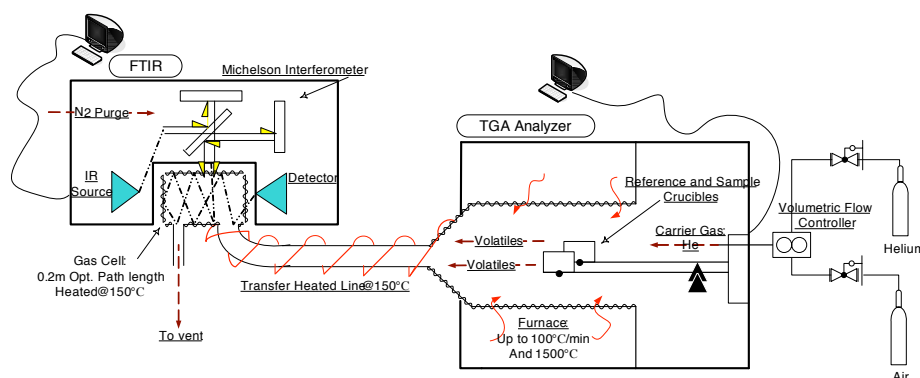 FTIR
Michelson Interferometer
N2 Purge
IR
Source
Detector
Gas Cell:
0.2m Opt. Path length
Heated@150°C
To vent
Transfer Heated Line@150°C
TGA Analyzer
Reference and Sample
Crucibles
Volatiles
Volatiles
Carrier Gas:
He
Furnace:
Up to 100°C/min
And 1500°C
Volumetric Flow
Controller
Helium
Air